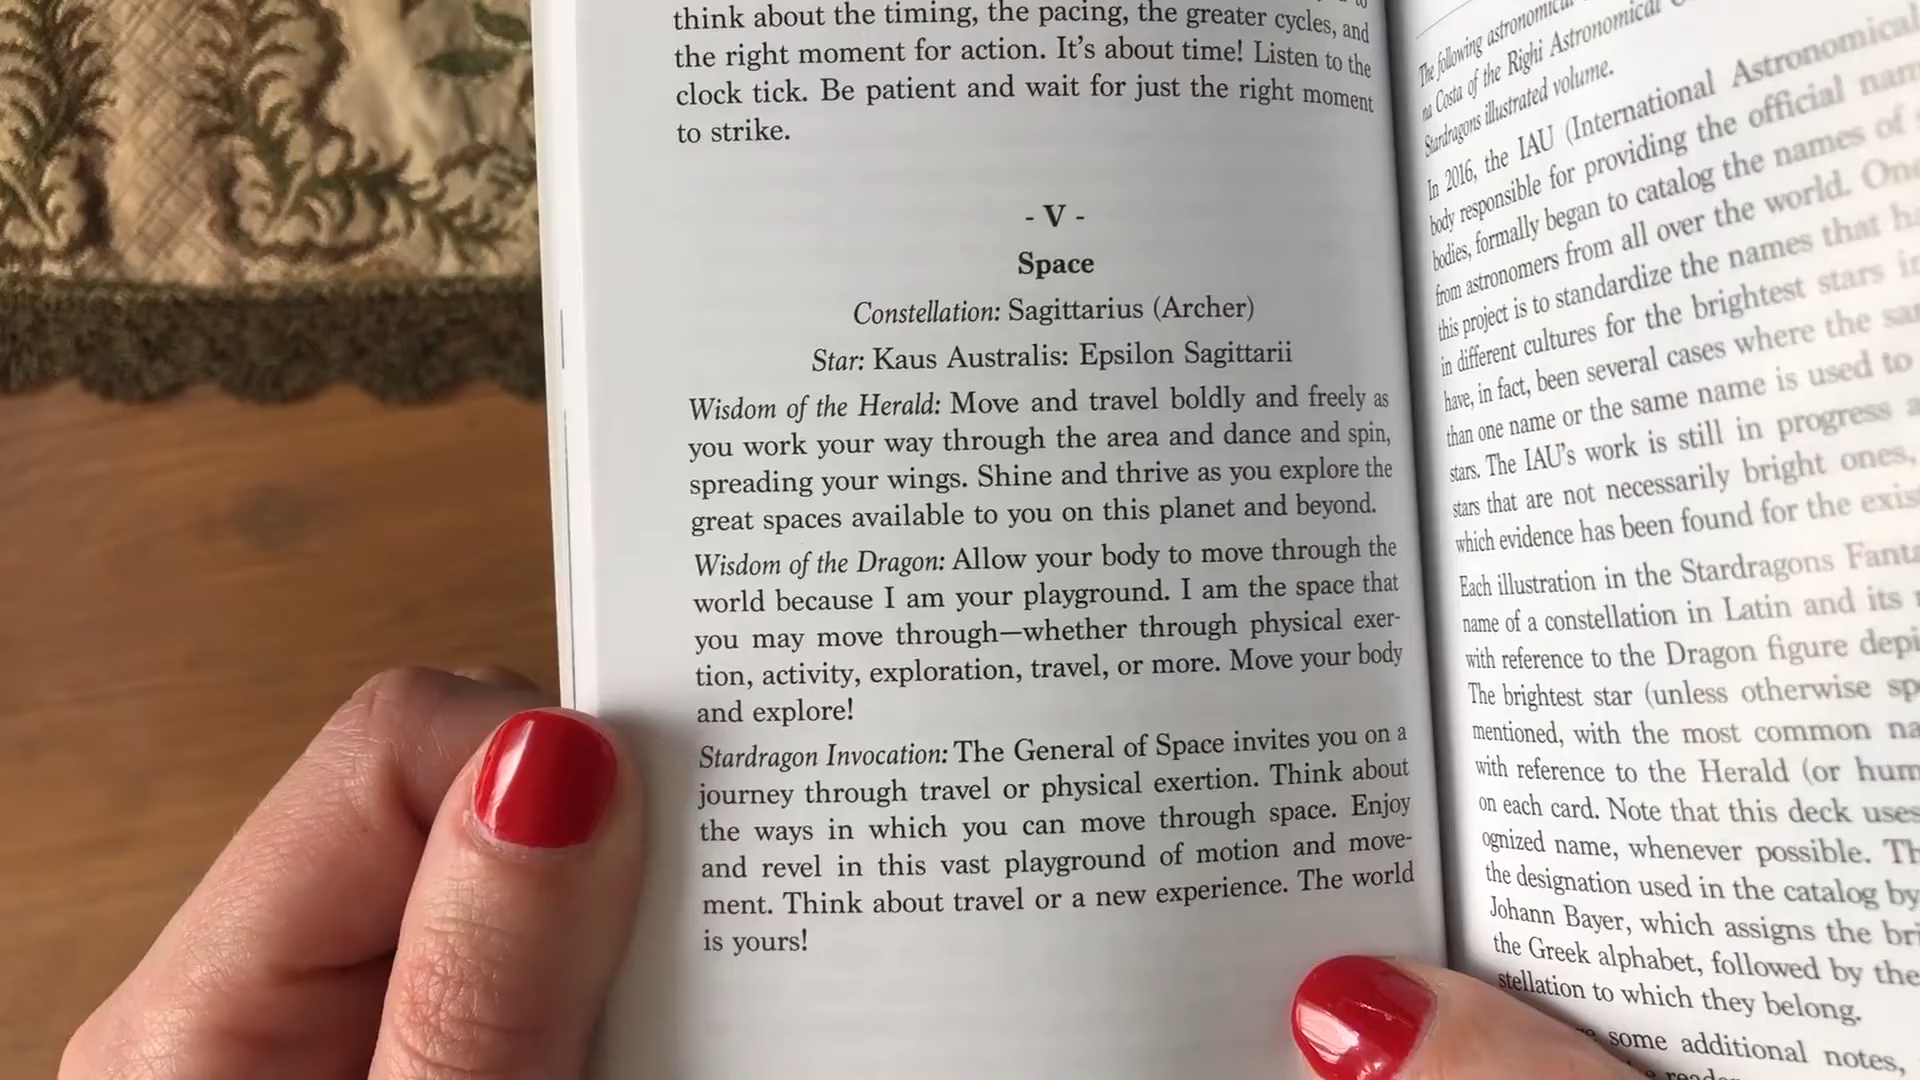 think about the timing, the pacing, the greater cycles, and
the right moment for action. It's about time! Listen to the
clock tick. Be patient and wait for just the right moment
to strike.
- V -
Space
Constellation: Sagittarius (Archer)
Star: Kaus Australis: Epsilon Sagittarii
Wisdom of the Herald: Move and travel boldly and freely as
you work your way through the area and dance and spin,
spreading your wings. Shine and thrive as you explore the
great spaces available to you on this planet and beyond.
Wisdom of the Dragon: Allow your body to move through the
world because I am your playground. I am the space that
you may move through—whether through physical exer-
tion, activity, exploration, travel, or more. Move your body
and explore!
Stardragon Invocation: The General of Space invites you on a
journey through travel or physical exertion. Think about
the ways in which you can move through space. Enjoy
and revel in this vast playground of motion and move-
ment. Think about travel or a new experience. The world
is yours!
The following astronomical
na Costa of the Righi Astronomical
Stardragons illustrated volume.
In 2016, the IAU (International Astronomical
body responsible for providing the official
bodies, formally began to catalog the names of
from astronomers from all over the world.
this project is to standardize the names that
in different cultures for the brightest stars
have, in fact, been several cases where the
than one name or the same name is used to
stars. The IAU's work is still in progress
stars that are not necessarily bright ones,
which evidence has been found for the
Each illustration in the Stardragons
name of a constellation in Latin and its
with reference to the Dragon figure
The brightest star (unless otherwise
mentioned, with the most common
with reference to the Herald (or
on each card. Note that this deck uses
ognized name, whenever possible.
the designation used in the catalog by
Johann Bayer, which assigns the
the Greek alphabet, followed by the
stellation to which they belong.
some additional notes,